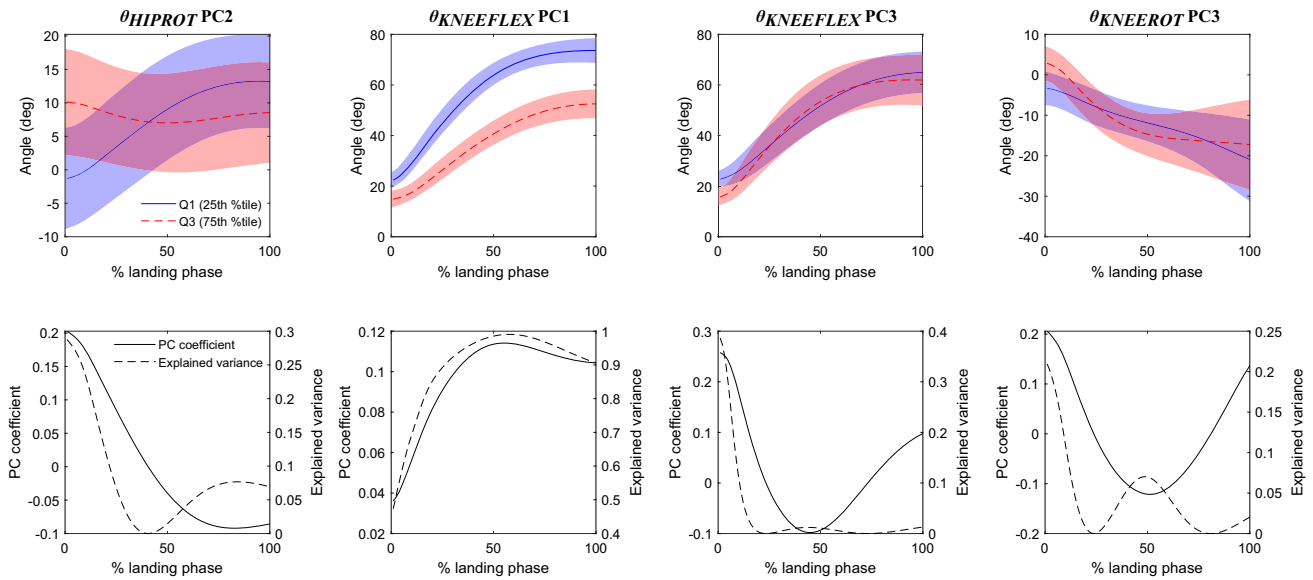 θHIPROT PC2
20
15
10
5
0
-5
-10
Angle (deg)
Q1 (25th %tile)
Q3 (75th %tile)
0 50 100
% landing phase
θKNEEFLEX PC1
80
60
40
20
0
Angle (deg)
0 50 100
% landing phase
θKNEEFLEX PC3
80
60
40
20
0
Angle (deg)
0 50 100
% landing phase
θKNEEROT PC3
10
0
-10
-20
-30
-40
Angle (deg)
0 50 100
% landing phase
0.2
0.15
0.1
0.05
0
-0.05
-0.1
PC coefficient
PC coefficient
Explained variance
0.3
0.25
0.2
0.15
0.1
0.05
0
Explained variance
0 50 100
% landing phase
0.12
0.1
0.08
0.06
0.04
0.02
PC coefficient
1
0.9
0.8
0.7
0.6
0.5
0.4
Explained variance
0 50 100
% landing phase
0.3
0.2
0.1
0
-0.1
PC coefficient
0.4
0.3
0.2
0.1
0
Explained variance
0 50 100
% landing phase
0.2
0.1
0
-0.1
-0.2
PC coefficient
0.25
0.2
0.15
0.1
0.05
0
Explained variance
0 50 100
% landing phase